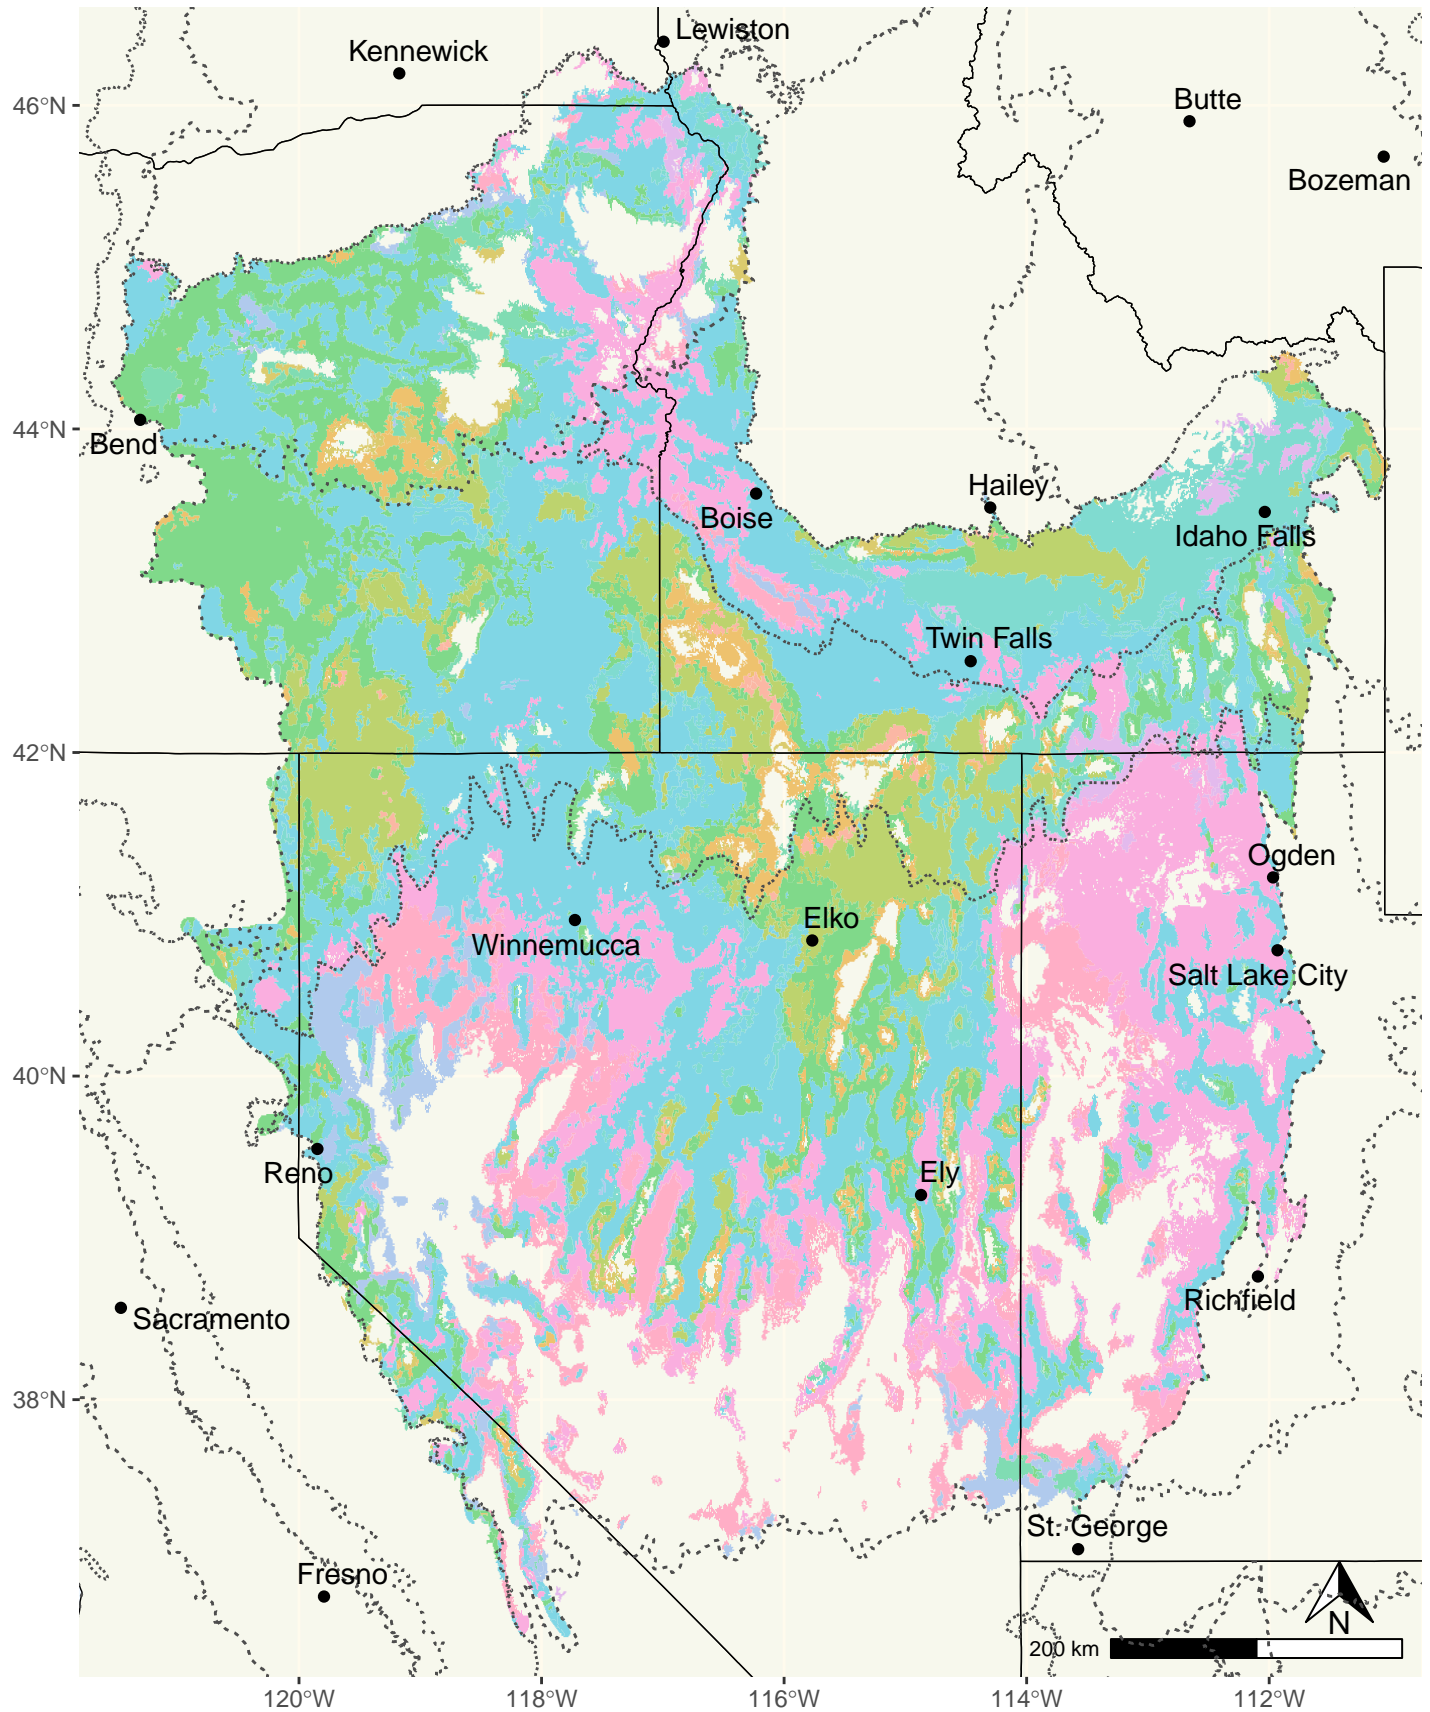 Lewiston
Kennewick
46°N
Butte
Bozeman
44°N
Bend
Hailey
Boise
Idaho Falls
Twin Falls
42°N
Ogden
Elko
Winnemucca
Salt Lake City
40°N
Reno
Ely
Richfield
Sacramento
38°N
St. George
Fresno
N
200 km
120°W
118°W
116°W
114°W
112°W